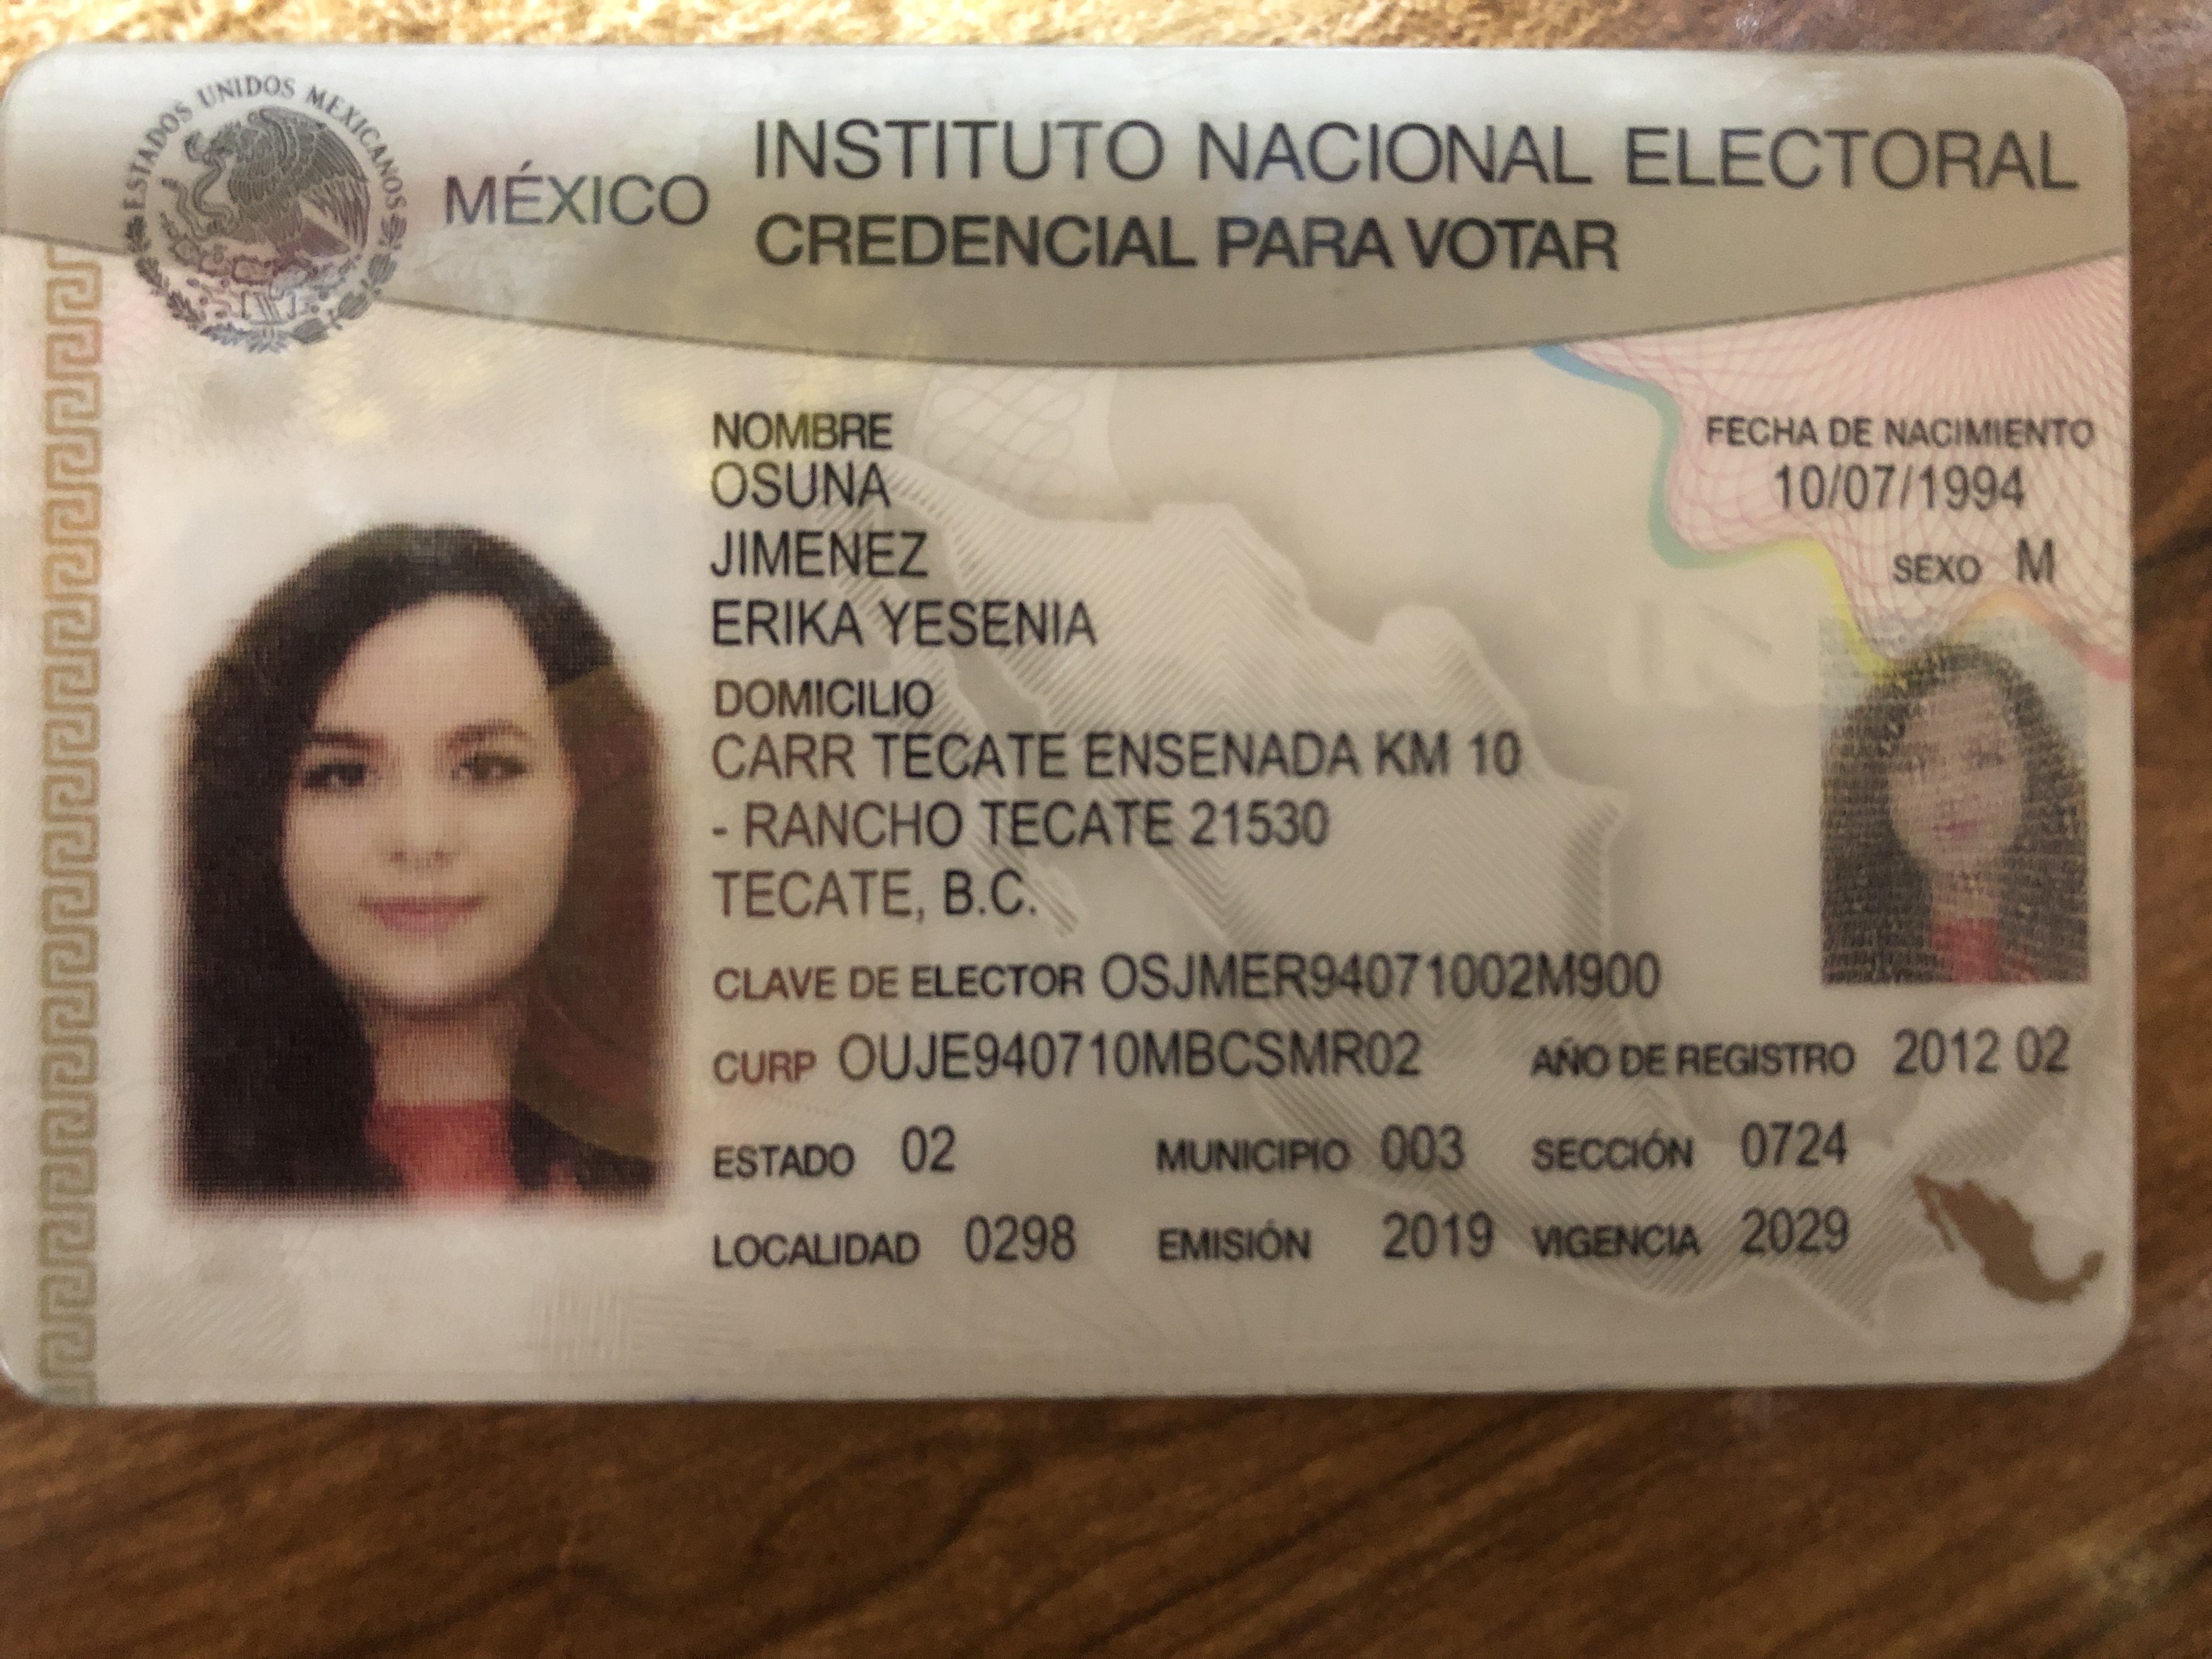 ESTADOS UNIDOS MEXICANOS
MÉXICO INSTITUTO NACIONAL ELECTORAL
CREDENCIAL PARA VOTAR
NOMBRE
OSUNA
JIMENEZ
ERIKA YESENIA
FECHA DE NACIMIENTO
10/07/1994
SEXO M
DOMICILIO
CARR TECATE ENSENADA KM 10
- RANCHO TECATE 21530
TECATE, B.C.
CLAVE DE ELECTOR OSJMER94071002M900
CURP OUJE940710MBCSMR02 AÑO DE REGISTRO 2012 02
ESTADO 02 MUNICIPIO 003 SECCIÓN 0724
LOCALIDAD 0298 EMISIÓN 2019 VIGENCIA 2029